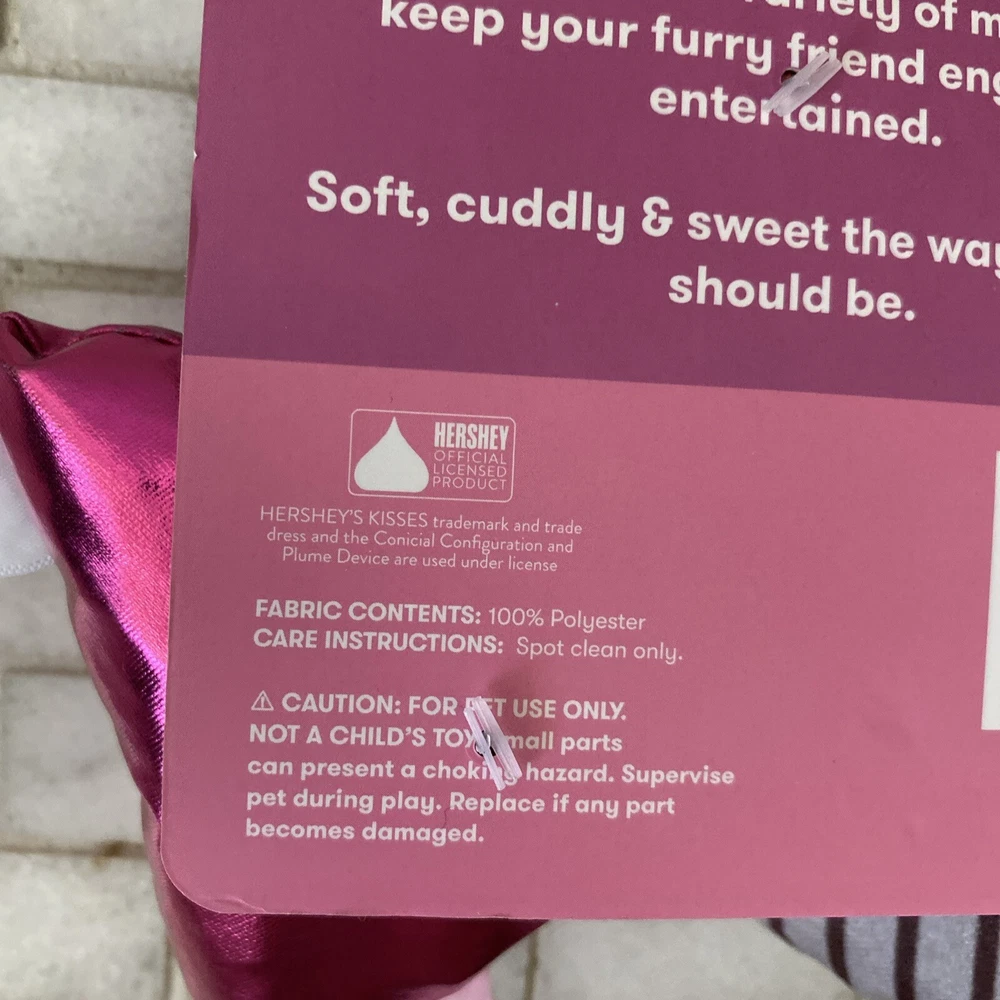 of m
keep your furry friend eng
entertained.
Soft, cuddly & sweet the way
should be.
HERSHEY
OFFICIAL
LICENSED
PRODUCT
HERSHEY'S KISSES trademark and trade
dress and the Conicial Configuration and
Plume Device are used under license
FABRIC CONTENTS: 100% Polyester
CARE INSTRUCTIONS: Spot clean only.
⚠ CAUTION: FOR PET USE ONLY.
NOT A CHILD'S TOY. Small parts
can present a choking hazard. Supervise
pet during play. Replace if any part
becomes damaged.